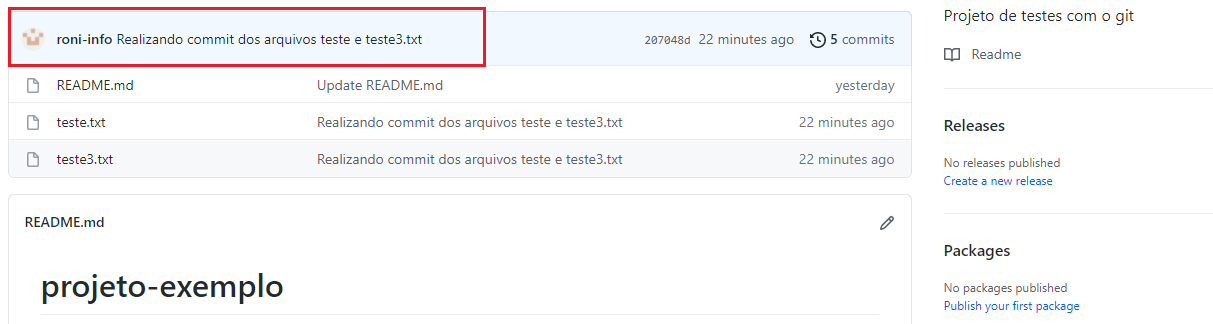 roni-info Realizando commit dos arquivos teste e teste3.txt 207048d 22 minutes ago 5 commits
README.md Update README.md yesterday
teste.txt Realizando commit dos arquivos teste e teste3.txt 22 minutes ago
teste3.txt Realizando commit dos arquivos teste e teste3.txt 22 minutes ago
README.md
projeto-exemplo
Projeto de testes com o git
Readme
Releases
No releases published
Create a new release
Packages
No packages published
Publish your first package